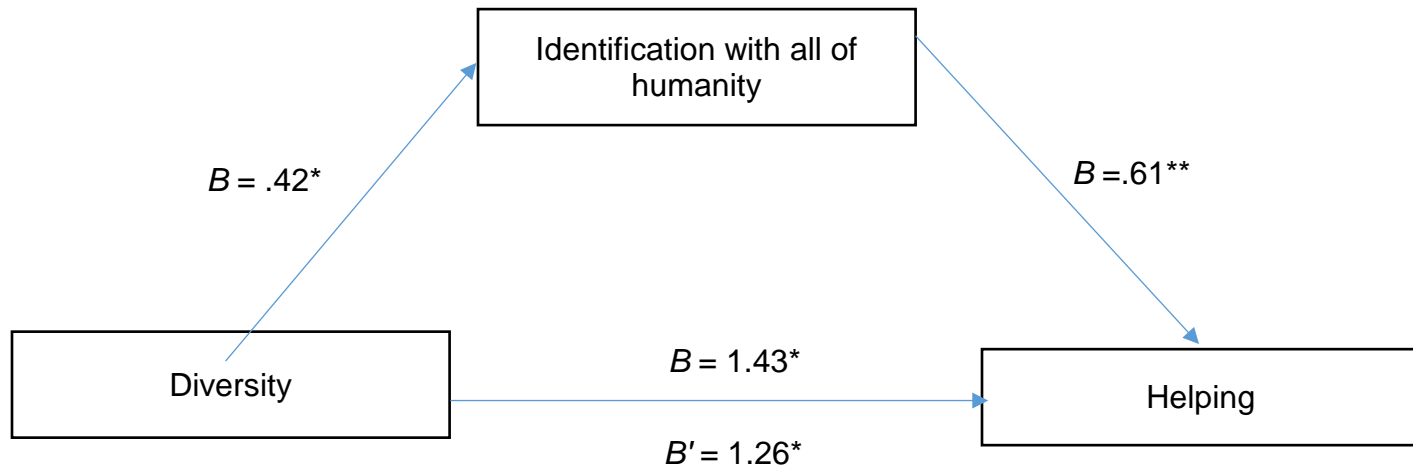 Identification with all of
humanity
B = .42*
B =.61**
Diversity
B = 1.43*
Helping
B' = 1.26*